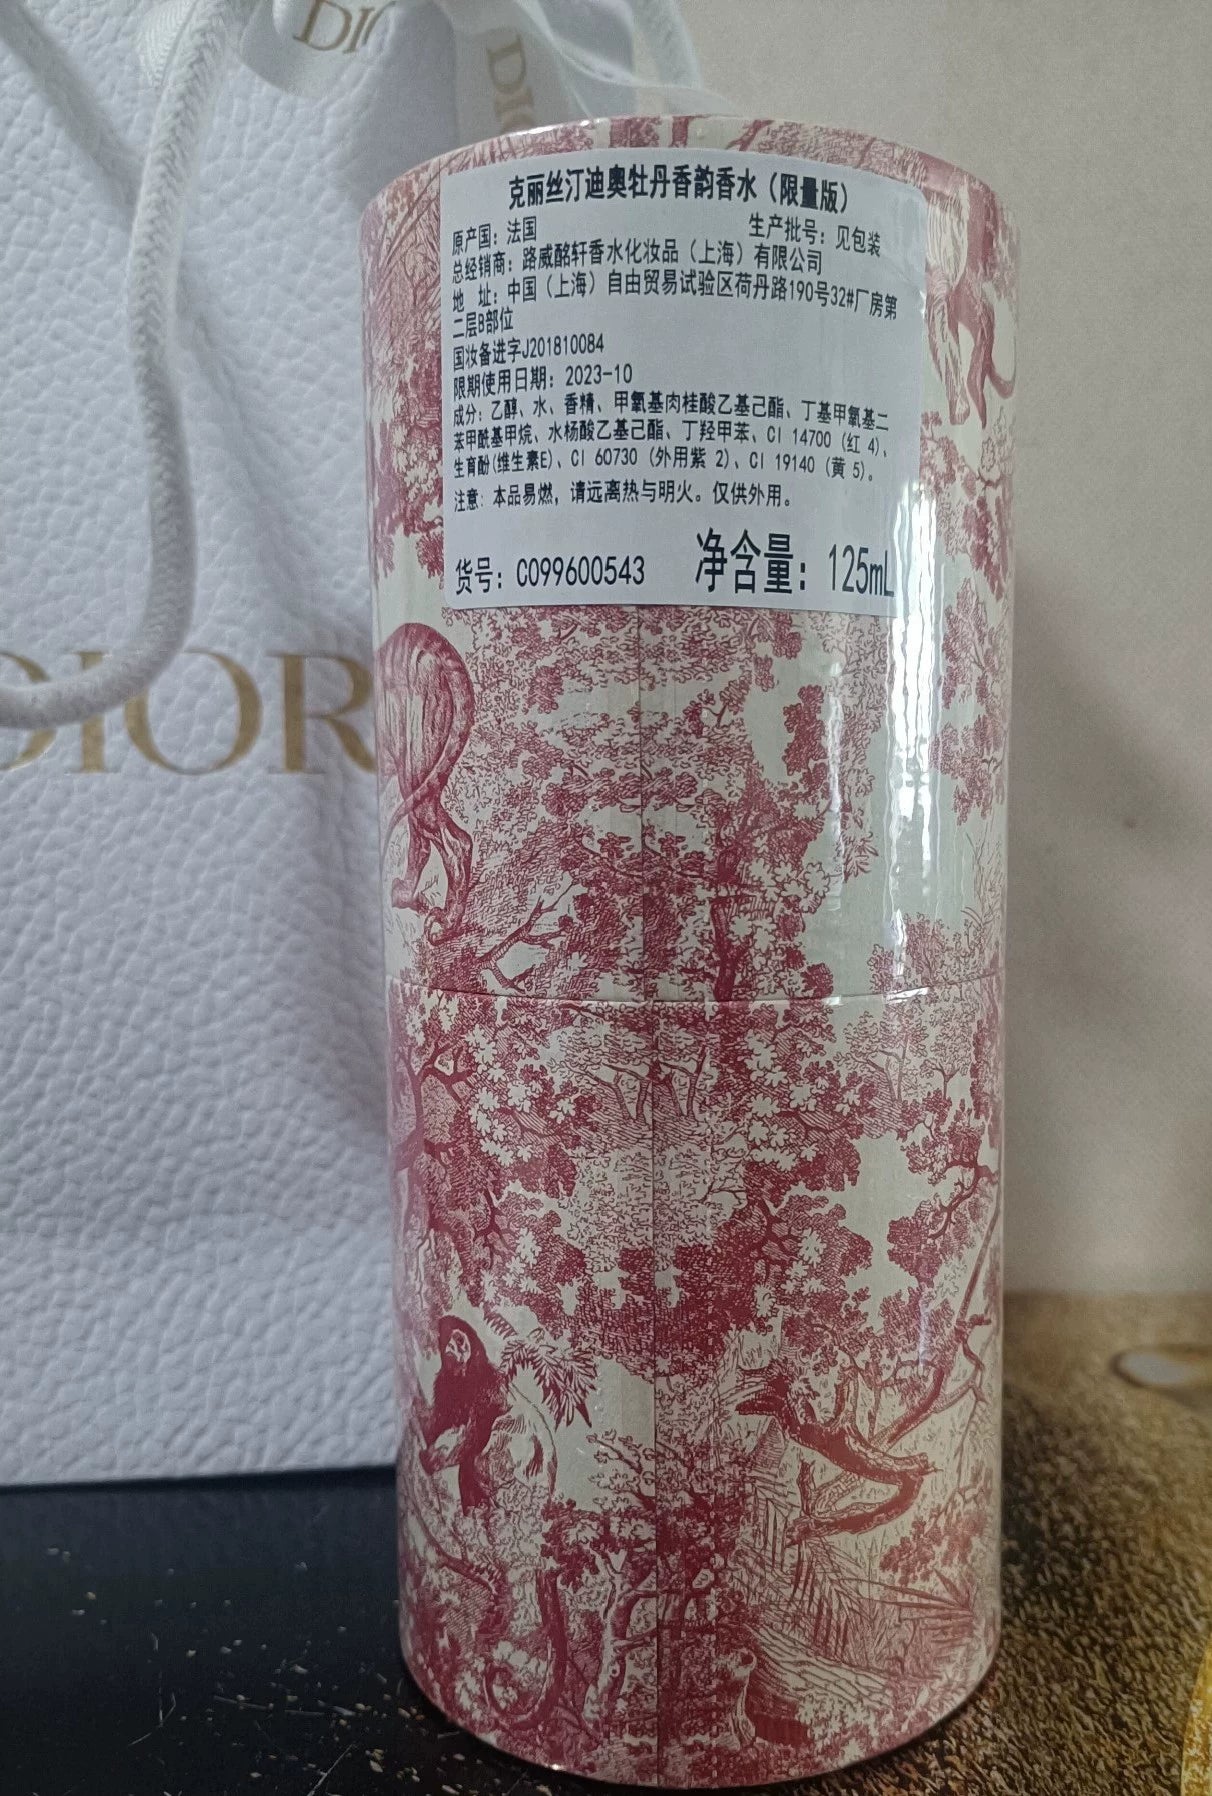 DIOR
DIOR
克丽丝汀迪奥牡丹香韵香水（限量版）
原产国：法国 生产批号：见包装
总经销商：路威酩轩香水化妆品（上海）有限公司
地 址：中国（上海）自由贸易试验区荷丹路190号32#厂房第
二层B部位
国妆备进字J201810084
限期使用日期：2023-10
成分：乙醇、水、香精、甲氧基肉桂酸乙基己酯、丁基甲氧基二
苯甲酰基甲烷、水杨酸乙基己酯、丁羟甲苯、CI 14700（红 4）、
生育酚(维生素E)、CI 60730（外用紫 2）、CI 19140（黄 5）。
注意：本品易燃，请远离热与明火。仅供外用。
货号：C099600543 净含量：125mL
DIOR